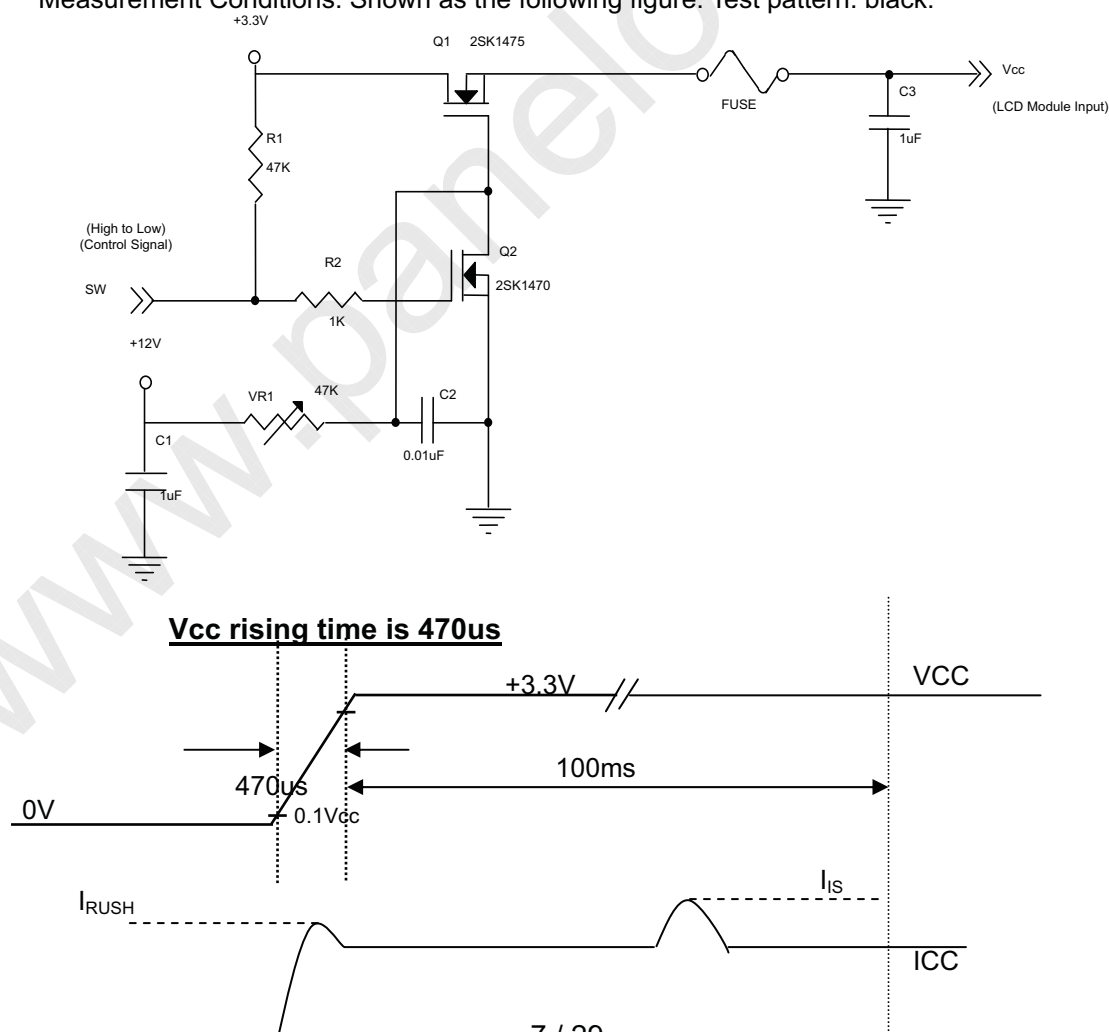 Measurement Conditions: Shown as the following figure. Test pattern: black.
+3.3V
Q1 2SK1475
Vcc
FUSE
C3
(LCD Module Input)
R1
1uF
47K
(High to Low)
(Control Signal)
Q2
R2
2SK1470
SW
1K
+12V
VR1
47K
C2
C1
0.01uF
1uF
Vcc rising time is 470us
+3.3V
VCC
100ms
470us
0V
0.1Vcc
IIS
IRUSH
ICC
7 / 29
www.panelo